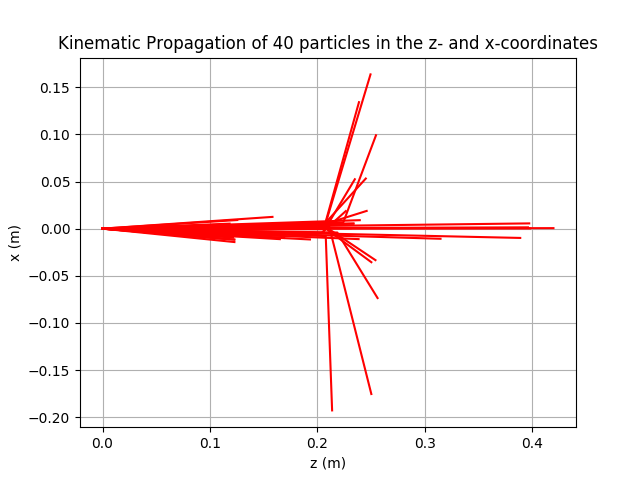 Kinematic Propagation of 40 particles in the z- and x-coordinates
0.15
0.10
0.05
0.00
−0.05
−0.10
−0.15
−0.20
x (m)
0.0 0.1 0.2 0.3 0.4
z (m)